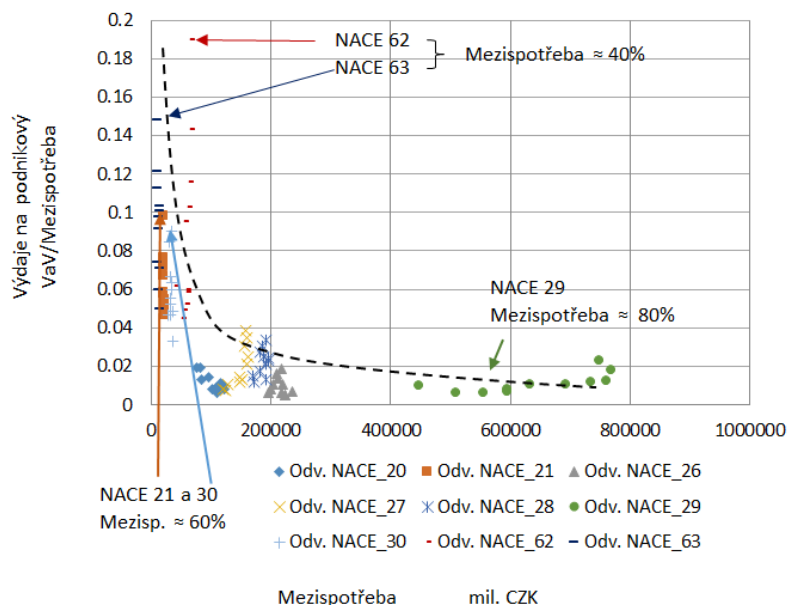 0.2
0.18
0.16
0.14
0.12
0.1
0.08
0.06
0.04
0.02
0
Výdaje na podnikový
VaV/Mezispotřeba
NACE 62
NACE 63
Mezispotřeba ≈ 40%
NACE 29
Mezispotřeba ≈ 80%
0 200000 400000 600000 800000 1000000
NACE 21 a 30
Mezisp. ≈ 60%
Odv. NACE_20 Odv. NACE_21 Odv. NACE_26
Odv. NACE_27 Odv. NACE_28 Odv. NACE_29
Odv. NACE_30 Odv. NACE_62 Odv. NACE_63
Mezispotřeba mil. CZK